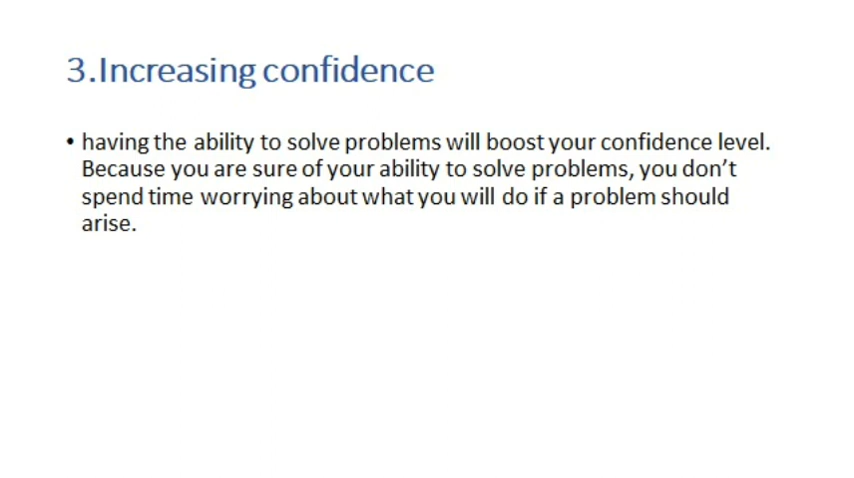 3.Increasing confidence
• having the ability to solve problems will boost your confidence level.
Because you are sure of your ability to solve problems, you don’t
spend time worrying about what you will do if a problem should
arise.